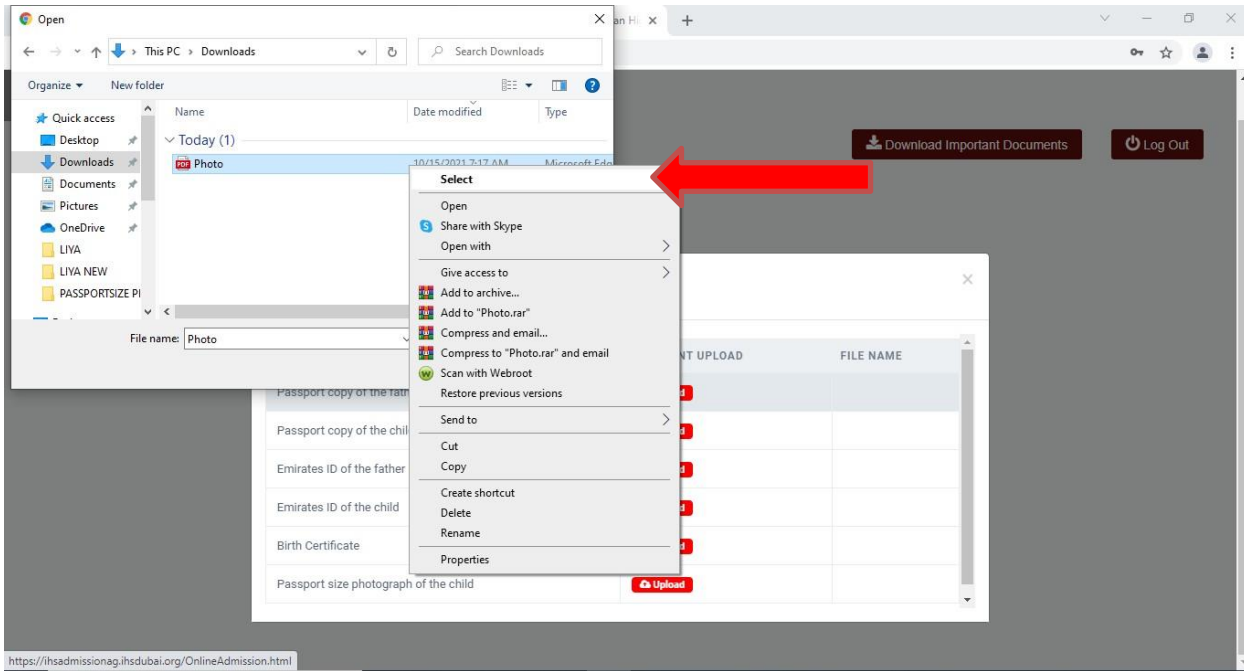 Open
an Hi
This PC > Downloads
Search Downloads
Organize
New folder
Name
Date modified
Type
Quick access
Desktop
Downloads
Documents
Pictures
OneDrive
LIYA
LIYA NEW
PASSPORTSIZE PI
Today (1)
PDF
Photo
10/15/2021 7:17 AM
Microsoft Edg
File name: Photo
Select
Open
Share with Skype
Open with
Give access to
Add to archive...
Add to "Photo.rar"
Compress and email...
Compress to "Photo.rar" and email
Scan with Webroot
Restore previous versions
Send to
Cut
Copy
Create shortcut
Delete
Rename
Properties
Download Important Documents
Log Out
NT UPLOAD
FILE NAME
Passport copy of the fath
Passport copy of the chil
Emirates ID of the father
Emirates ID of the child
Birth Certificate
Passport size photograph of the child
Upload
https://ihsadmissionag.ihsdubai.org/OnlineAdmission.html